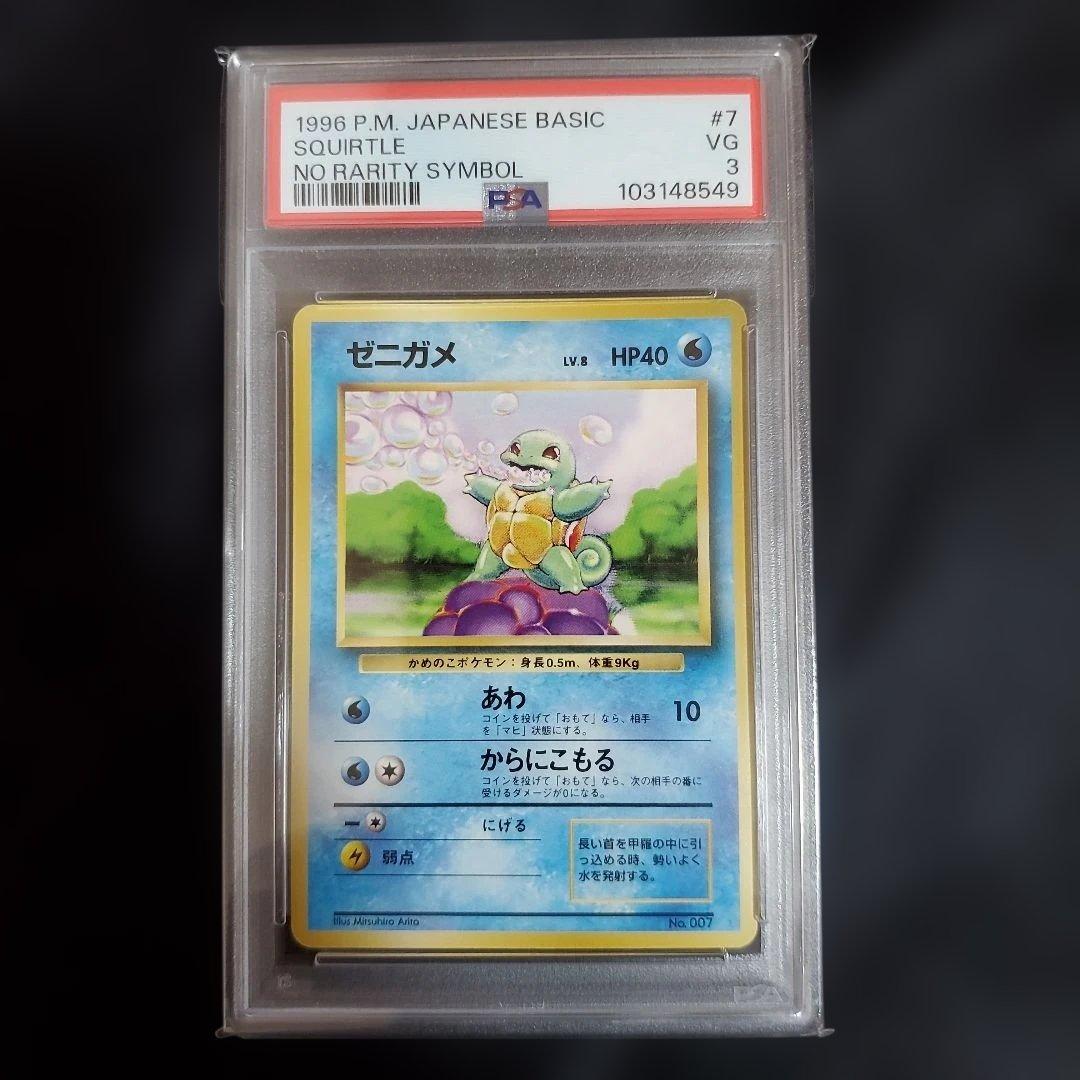 1996 P.M. JAPANESE BASIC #7
SQUIRTLE VG
NO RARITY SYMBOL 3
PSA 103148549
ゼニガメ LV.8 HP40
かめのこポケモン：身長0.5m、体重9Kg
あわ 10
コインを投げて「おもて」なら、相手
を「マヒ」状態にする。
からにこもる
コインを投げて「おもて」なら、次の相手の番に
受けるダメージが0になる。
にげる
弱点
長い首を甲羅の中に引
っ込める時、勢いよく
水を発射する。
Illus Mitsuhiro Arita No. 007
PSA